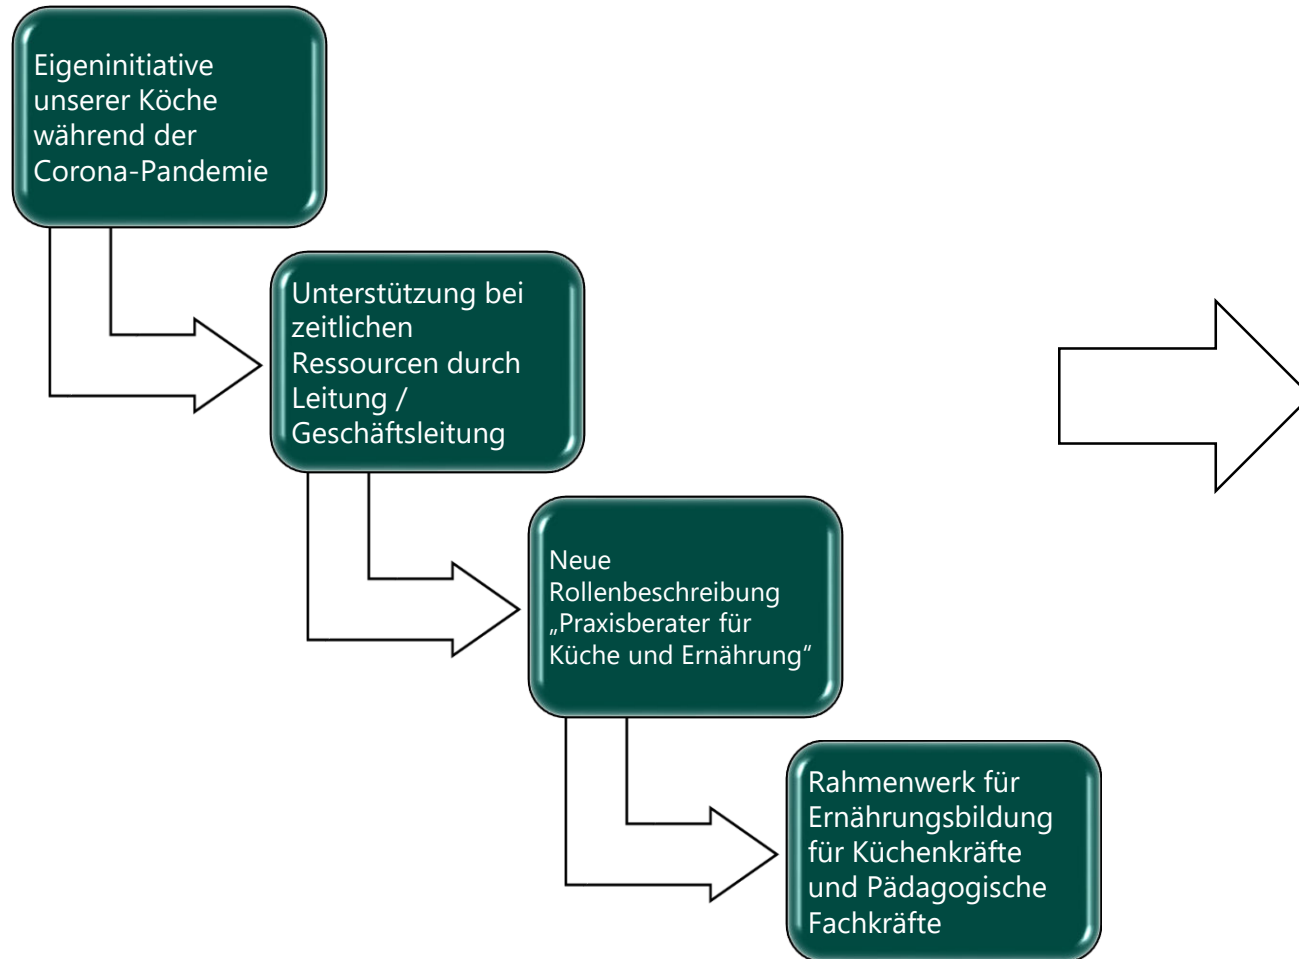 Eigeninitiative
unserer Köche
während der
Corona-Pandemie
Unterstützung bei
zeitlichen
Ressourcen durch
Leitung /
Geschäftsleitung
Neue
Rollenbeschreibung
„Praxisberater für
Küche und Ernährung“
Rahmenwerk für
Ernährungsbildung
für Küchenkräfte
und Pädagogische
Fachkräfte